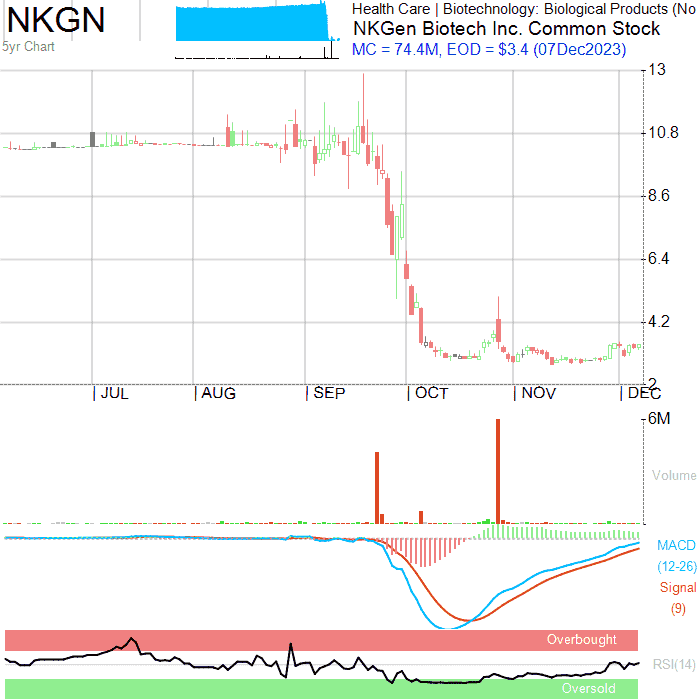 NKGN
5yr Chart
Health Care | Biotechnology: Biological Products (No
NKGen Biotech Inc. Common Stock
MC = 74.4M, EOD = $3.4 (07Dec2023)
13
10.8
8.6
6.4
4.2
2
JUL AUG SEP OCT NOV DEC
6M
Volume
MACD
(12-26)
Signal
(9)
Overbought
RSI(14)
Oversold